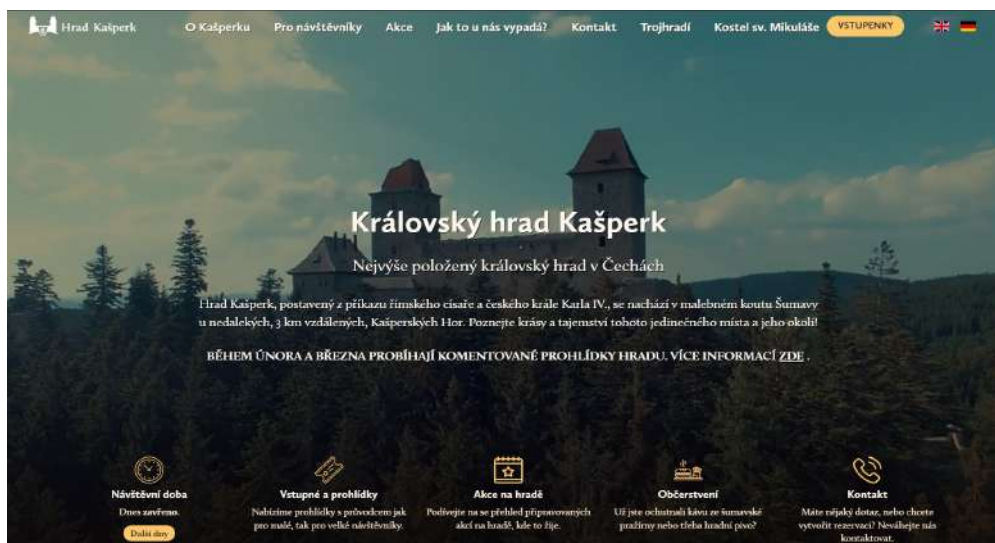 Hrad Kašperk
O Kašperku
Pro návštěvníky
Akce
Jak to u nás vypadá?
Kontakt
Trojhradí
Kostel sv. Mikuláše
VSTUPENKY
Královský hrad Kašperk
Nejvýše položený královský hrad v Čechách
Hrad Kašperk, postavený z příkazu římského císaře a českého krále Karla IV., se nachází v malebném koutu Šumavy
u nedalekých, 3 km vzdálených, Kašperských Hor. Poznejte krásy a tajemství tohoto jedinečného místa a jeho okolí!
BĚHEM ÚNORA A BŘEZNA PROBÍHAJÍ KOMENTOVANÉ PROHLÍDKY HRADU. VÍCE INFORMACÍ ZDE .
Návštěvní doba
Dnes zavřeno.
Další dny
Vstupné a prohlídky
Nabízíme prohlídky s průvodcem jak
pro malé, tak pro velké návštěvníky.
Akce na hradě
Podívejte na se přehled připravovaných
akcí na hradě, kde to žije.
Občerstvení
Už jste ochutnali kávu ze šumavské
pražírny nebo třeba hradní pivo?
Kontakt
Máte nějaký dotaz, nebo chcete
vytvořit rezervaci? Neváhejte nás
kontaktovat.